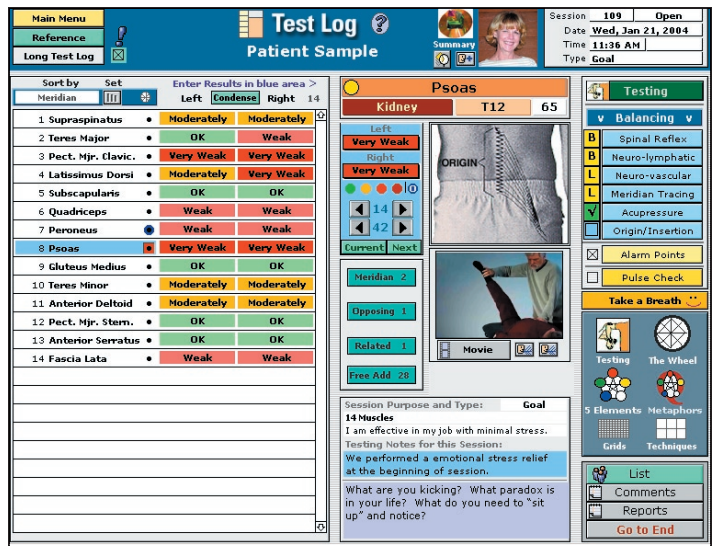 Main Menu
Reference
Long Test Log
Test Log ?
Patient Sample
Summary
Session 109 Open
Date Wed, Jan 21, 2004
Time 11:36 AM
Type Goal
Sort by Set Enter Results in blue area >
Meridian Left Condense Right 14
1 Supraspinatus Moderately Moderately
2 Teres Major OK Weak
3 Pect. Mjr. Clavic. Very Weak Very Weak
4 Latissimus Dorsi Moderately Very Weak
5 Subscapularis OK OK
6 Quadriceps Weak Weak
7 Peroneus Weak Weak
8 Psoas Very Weak Very Weak
9 Gluteus Medius OK OK
10 Teres Minor Moderately Moderately
11 Anterior Deltoid Moderately Moderately
12 Pect. Mjr. Stern. OK OK
13 Anterior Serratus OK OK
14 Fascia Lata Weak Weak
Psoas
Kidney T12 65
Left
Very Weak
Right
Very Weak
14
42
Current Next
Meridian 2
Opposing 1
Related 1
Free Add 28
ORIGIN
Movie
Session Purpose and Type: Goal
14 Muscles
I am effective in my job with minimal stress.
Testing Notes for this Session:
We performed a emotional stress relief
at the beginning of session.
What are you kicking? What paradox is
in your life? What do you need to "sit
up" and notice?
Testing
v Balancing v
B Spinal Reflex
B Neuro-lymphatic
L Neuro-vascular
L Meridian Tracing
√ Acupressure
Origin/Insertion
Alarm Points
Pulse Check
Take a Breath
Testing The Wheel
5 Elements Metaphors
Grids Techniques
List
Comments
Reports
Go to End